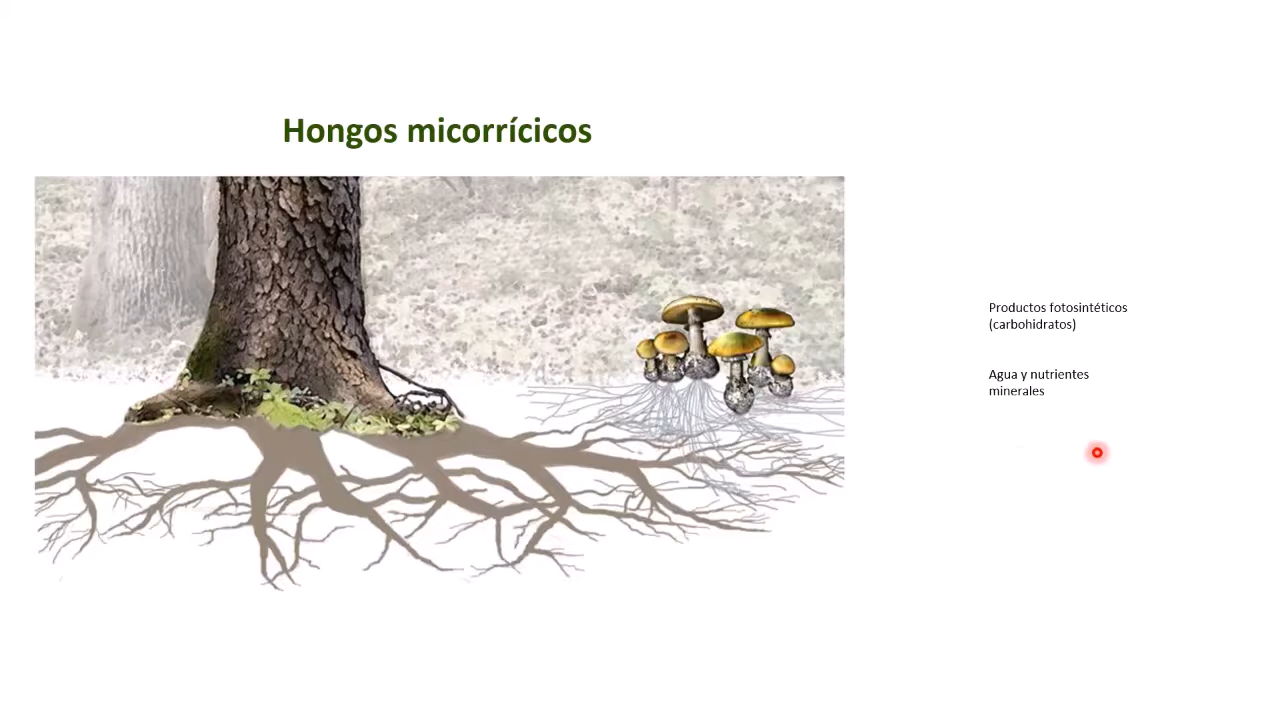 Hongos micorrícicos
Productos fotosintéticos
(carbohidratos)
Agua y nutrientes
minerales